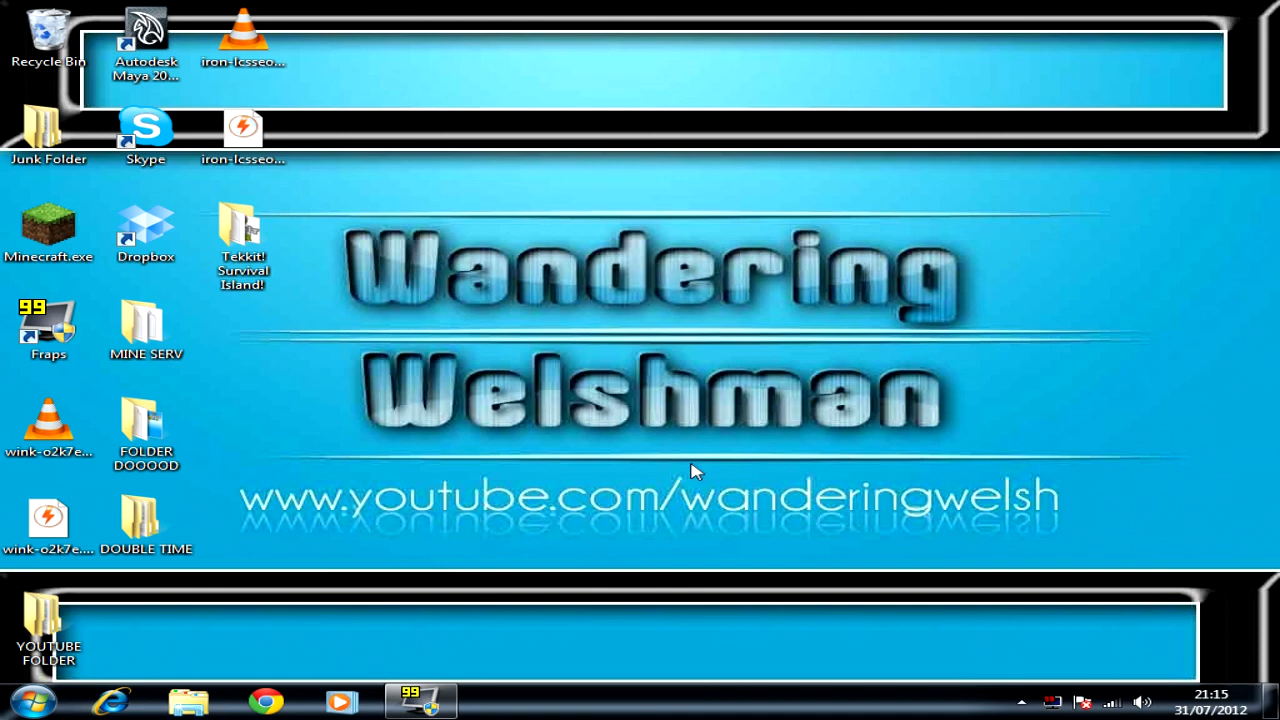 Recycle Bin
Autodesk
Maya 20...
iron-lcsseo...
Junk Folder
Skype
iron-lcsseo...
Minecraft.exe
Dropbox
Tekkit!
Survival
Island!
99
Fraps
MINE SERV
wink-o2k7e...
FOLDER
DOOOOD
wink-o2k7e....
DOUBLE TIME
YOUTUBE
FOLDER
Wandering
Welshman
www.youtube.com/wanderingwelsh
99
21:15
31/07/2012